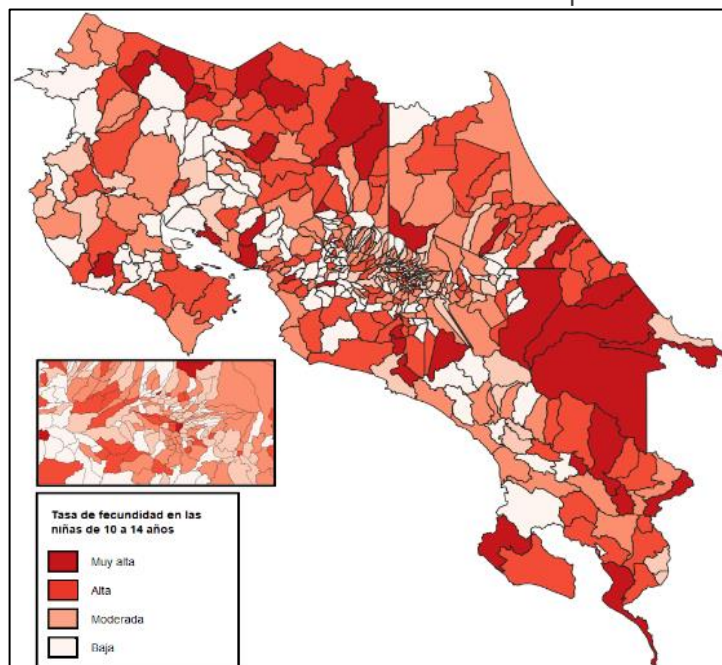 Tasa de fecundidad en las
niñas de 10 a 14 años
Muy alta
Alta
Moderada
Baja